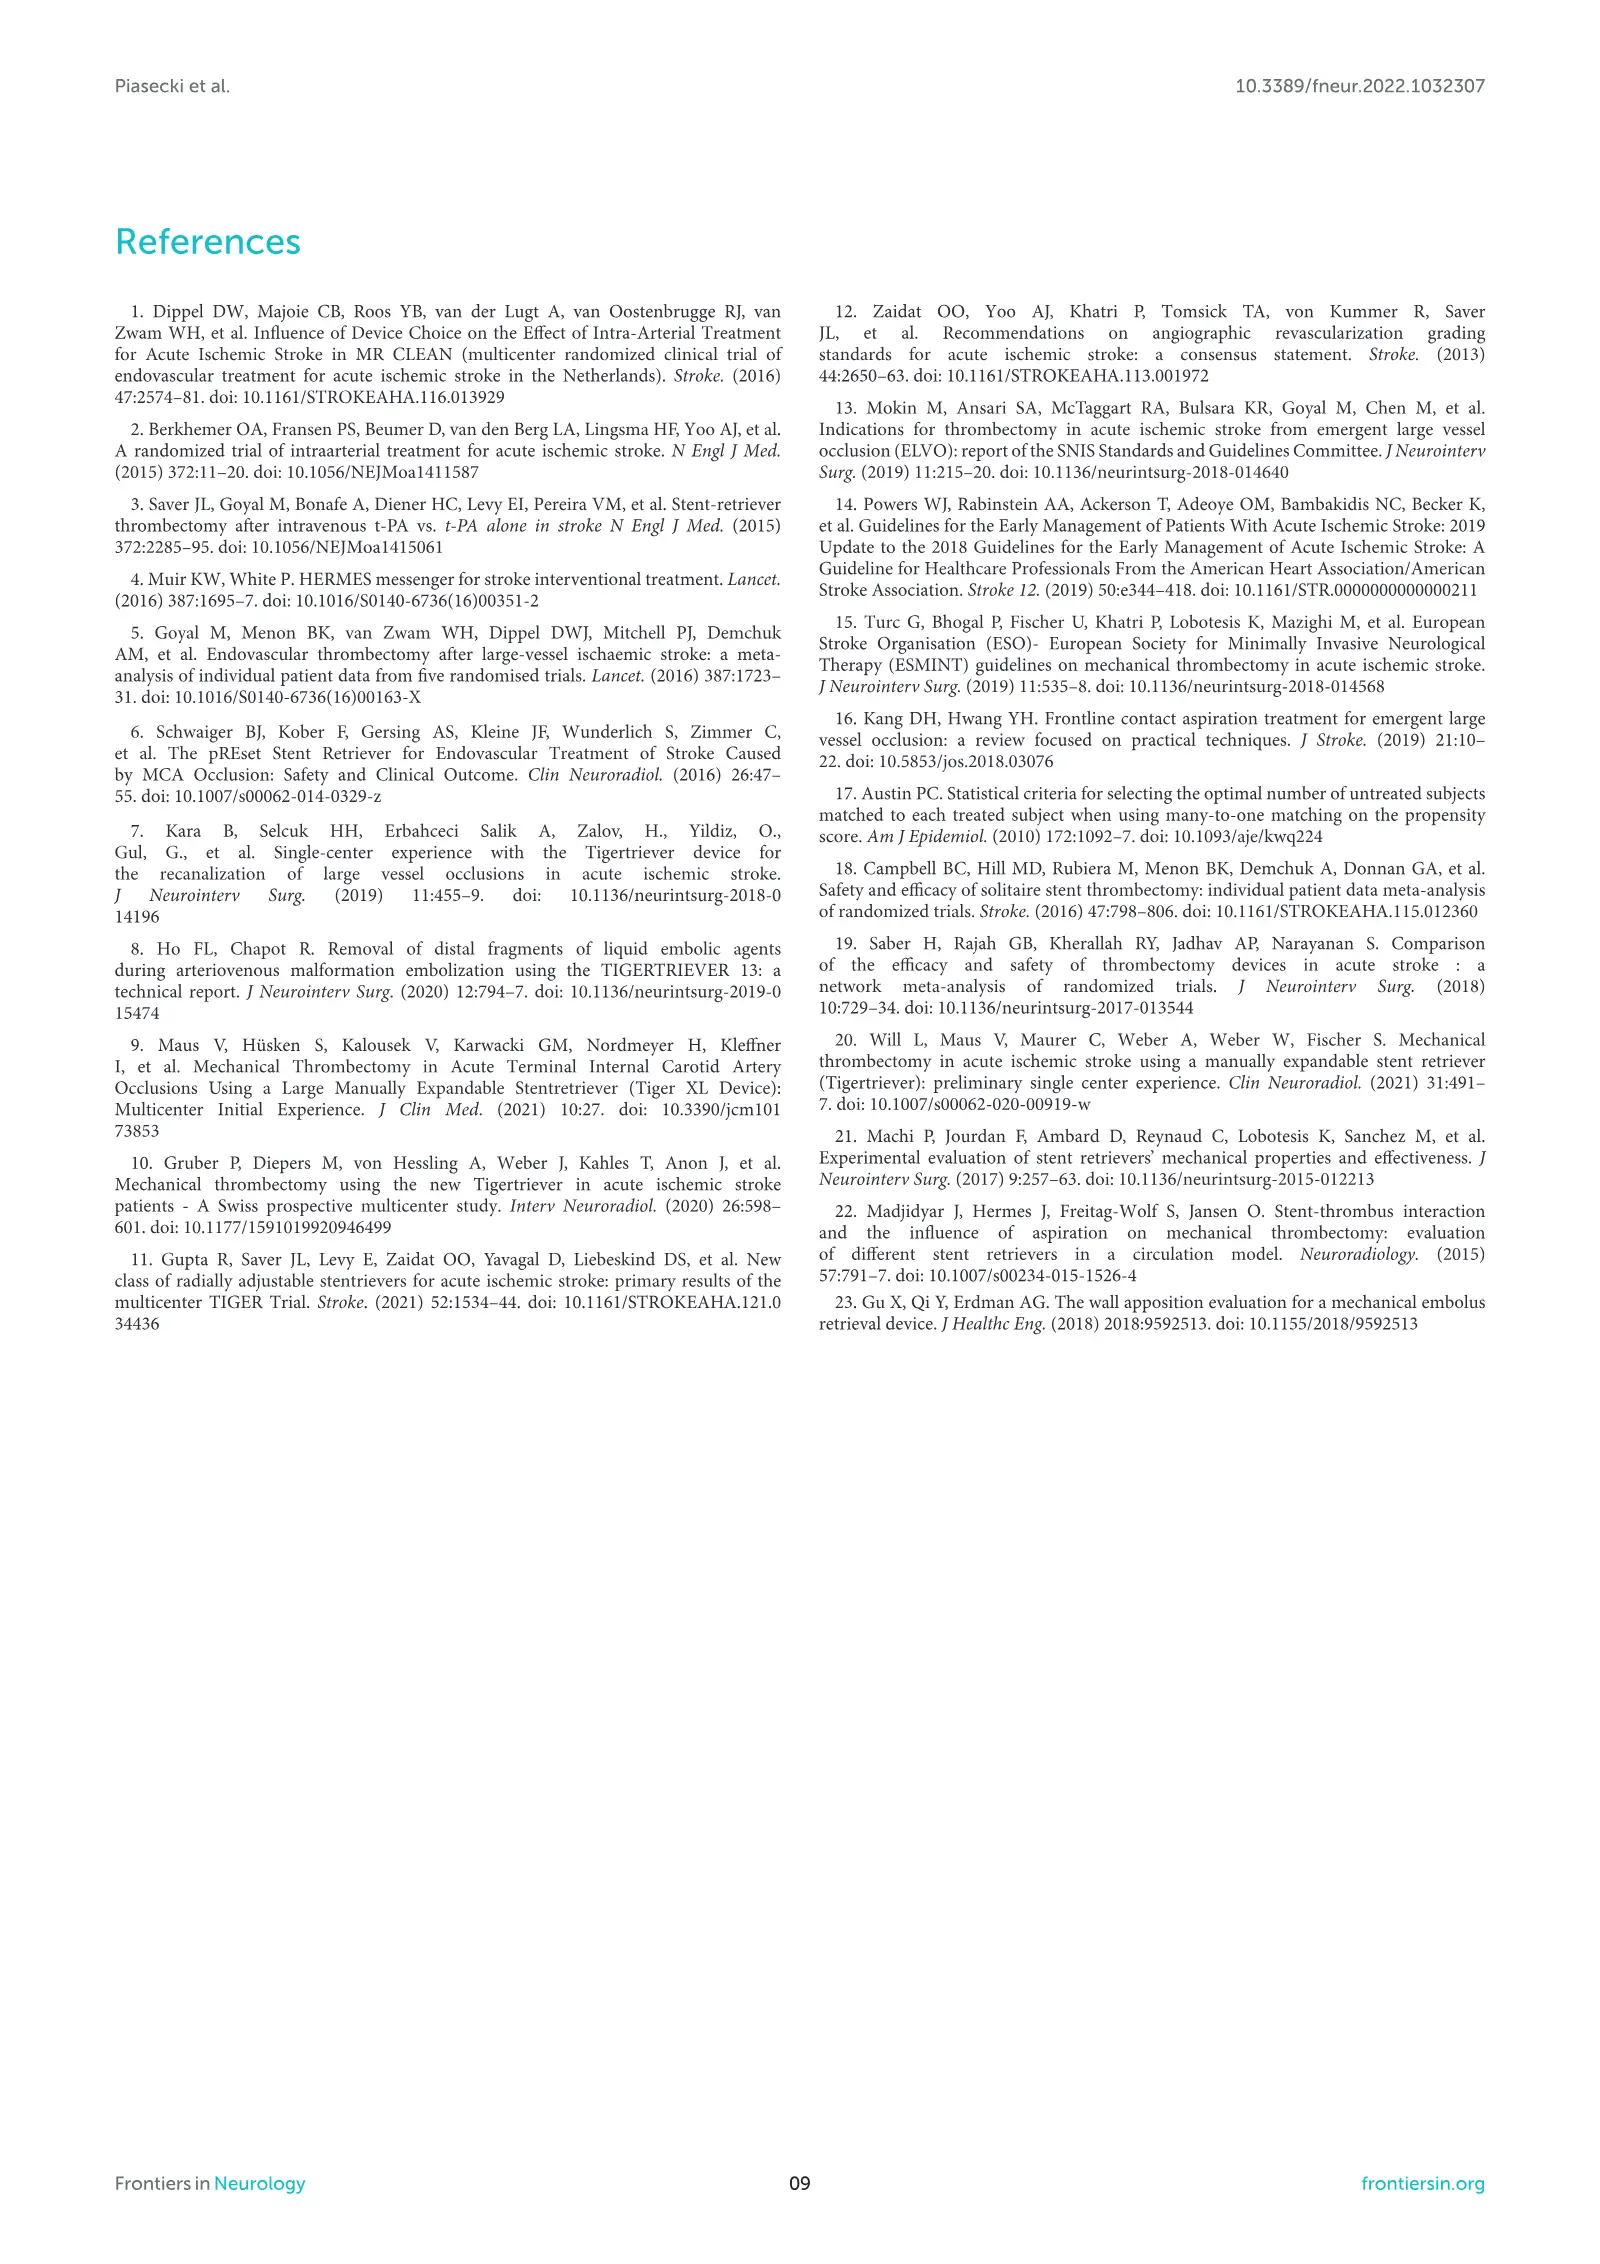 Piasecki et al.
10.3389/fneur.2022.1032307
References
1. Dippel DW, Majoie CB, Roos YB, van der Lugt A, van Oostenbrugge RJ, van
Zwam WH, et al. Influence of Device Choice on the Effect of Intra-Arterial Treatment
for Acute Ischemic Stroke in MR CLEAN (multicenter randomized clinical trial of
endovascular treatment for acute ischemic stroke in the Netherlands). Stroke. (2016)
47:2574–81. doi: 10.1161/STROKEAHA.116.013929
2. Berkhemer OA, Fransen PS, Beumer D, van den Berg LA, Lingsma HF, Yoo AJ, et al.
A randomized trial of intraarterial treatment for acute ischemic stroke. N Engl J Med.
(2015) 372:11–20. doi: 10.1056/NEJMoa1411587
3. Saver JL, Goyal M, Bonafe A, Diener HC, Levy EI, Pereira VM, et al. Stent-retriever
thrombectomy after intravenous t-PA vs. t-PA alone in stroke N Engl J Med. (2015)
372:2285–95. doi: 10.1056/NEJMoa1415061
4. Muir KW, White P. HERMES messenger for stroke interventional treatment. Lancet.
(2016) 387:1695–7. doi: 10.1016/S0140-6736(16)00351-2
5. Goyal M, Menon BK, van Zwam WH, Dippel DWJ, Mitchell PJ, Demchuk
AM, et al. Endovascular thrombectomy after large-vessel ischaemic stroke: a meta-
analysis of individual patient data from five randomised trials. Lancet. (2016) 387:1723–
31. doi: 10.1016/S0140-6736(16)00163-X
6. Schwaiger BJ, Kober F, Gersing AS, Kleine JF, Wunderlich S, Zimmer C,
et al. The pREset Stent Retriever for Endovascular Treatment of Stroke Caused
by MCA Occlusion: Safety and Clinical Outcome. Clin Neuroradiol. (2016) 26:47–
55. doi: 10.1007/s00062-014-0329-z
7. Kara B, Selcuk HH, Erbahceci Salik A, Zalov, H., Yildiz, O.,
Gul, G., et al. Single-center experience with the Tigertriever device for
the recanalization of large vessel occlusions in acute ischemic stroke.
J Neurointerv Surg. (2019) 11:455–9. doi: 10.1136/neurintsurg-2018-0
14196
8. Ho FL, Chapot R. Removal of distal fragments of liquid embolic agents
during arteriovenous malformation embolization using the TIGERTRIEVER 13: a
technical report. J Neurointerv Surg. (2020) 12:794–7. doi: 10.1136/neurintsurg-2019-0
15474
9. Maus V, Hüsken S, Kalousek V, Karwacki GM, Nordmeyer H, Kleffner
I, et al. Mechanical Thrombectomy in Acute Terminal Internal Carotid Artery
Occlusions Using a Large Manually Expandable Stentretriever (Tiger XL Device):
Multicenter Initial Experience. J Clin Med. (2021) 10:27. doi: 10.3390/jcm101
73853
10. Gruber P, Diepers M, von Hessling A, Weber J, Kahles T, Anon J, et al.
Mechanical thrombectomy using the new Tigertriever in acute ischemic stroke
patients - A Swiss prospective multicenter study. Interv Neuroradiol. (2020) 26:598–
601. doi: 10.1177/1591019920946499
11. Gupta R, Saver JL, Levy E, Zaidat OO, Yavagal D, Liebeskind DS, et al. New
class of radially adjustable stentrievers for acute ischemic stroke: primary results of the
multicenter TIGER Trial. Stroke. (2021) 52:1534–44. doi: 10.1161/STROKEAHA.121.0
34436
12. Zaidat OO, Yoo AJ, Khatri P, Tomsick TA, von Kummer R, Saver
JL, et al. Recommendations on angiographic revascularization grading
standards for acute ischemic stroke: a consensus statement. Stroke. (2013)
44:2650–63. doi: 10.1161/STROKEAHA.113.001972
13. Mokin M, Ansari SA, McTaggart RA, Bulsara KR, Goyal M, Chen M, et al.
Indications for thrombectomy in acute ischemic stroke from emergent large vessel
occlusion (ELVO): report of the SNIS Standards and Guidelines Committee. J Neurointerv
Surg. (2019) 11:215–20. doi: 10.1136/neurintsurg-2018-014640
14. Powers WJ, Rabinstein AA, Ackerson T, Adeoye OM, Bambakidis NC, Becker K,
et al. Guidelines for the Early Management of Patients With Acute Ischemic Stroke: 2019
Update to the 2018 Guidelines for the Early Management of Acute Ischemic Stroke: A
Guideline for Healthcare Professionals From the American Heart Association/American
Stroke Association. Stroke 12. (2019) 50:e344–418. doi: 10.1161/STR.0000000000000211
15. Turc G, Bhogal P, Fischer U, Khatri P, Lobotesis K, Mazighi M, et al. European
Stroke Organisation (ESO)- European Society for Minimally Invasive Neurological
Therapy (ESMINT) guidelines on mechanical thrombectomy in acute ischemic stroke.
J Neurointerv Surg. (2019) 11:535–8. doi: 10.1136/neurintsurg-2018-014568
16. Kang DH, Hwang YH. Frontline contact aspiration treatment for emergent large
vessel occlusion: a review focused on practical techniques. J Stroke. (2019) 21:10–
22. doi: 10.5853/jos.2018.03076
17. Austin PC. Statistical criteria for selecting the optimal number of untreated subjects
matched to each treated subject when using many-to-one matching on the propensity
score. Am J Epidemiol. (2010) 172:1092–7. doi: 10.1093/aje/kwq224
18. Campbell BC, Hill MD, Rubiera M, Menon BK, Demchuk A, Donnan GA, et al.
Safety and efficacy of solitaire stent thrombectomy: individual patient data meta-analysis
of randomized trials. Stroke. (2016) 47:798–806. doi: 10.1161/STROKEAHA.115.012360
19. Saber H, Rajah GB, Kherallah RY, Jadhav AP, Narayanan S. Comparison
of the efficacy and safety of thrombectomy devices in acute stroke : a
network meta-analysis of randomized trials. J Neurointerv Surg. (2018)
10:729–34. doi: 10.1136/neurintsurg-2017-013544
20. Will L, Maus V, Maurer C, Weber A, Weber W, Fischer S. Mechanical
thrombectomy in acute ischemic stroke using a manually expandable stent retriever
(Tigertriever): preliminary single center experience. Clin Neuroradiol. (2021) 31:491–
7. doi: 10.1007/s00062-020-00919-w
21. Machi P, Jourdan F, Ambard D, Reynaud C, Lobotesis K, Sanchez M, et al.
Experimental evaluation of stent retrievers’ mechanical properties and effectiveness. J
Neurointerv Surg. (2017) 9:257–63. doi: 10.1136/neurintsurg-2015-012213
22. Madjidyar J, Hermes J, Freitag-Wolf S, Jansen O. Stent-thrombus interaction
and the influence of aspiration on mechanical thrombectomy: evaluation
of different stent retrievers in a circulation model. Neuroradiology. (2015)
57:791–7. doi: 10.1007/s00234-015-1526-4
23. Gu X, Qi Y, Erdman AG. The wall apposition evaluation for a mechanical embolus
retrieval device. J Healthc Eng. (2018) 2018:9592513. doi: 10.1155/2018/9592513
Frontiers in Neurology
09
frontiersin.org